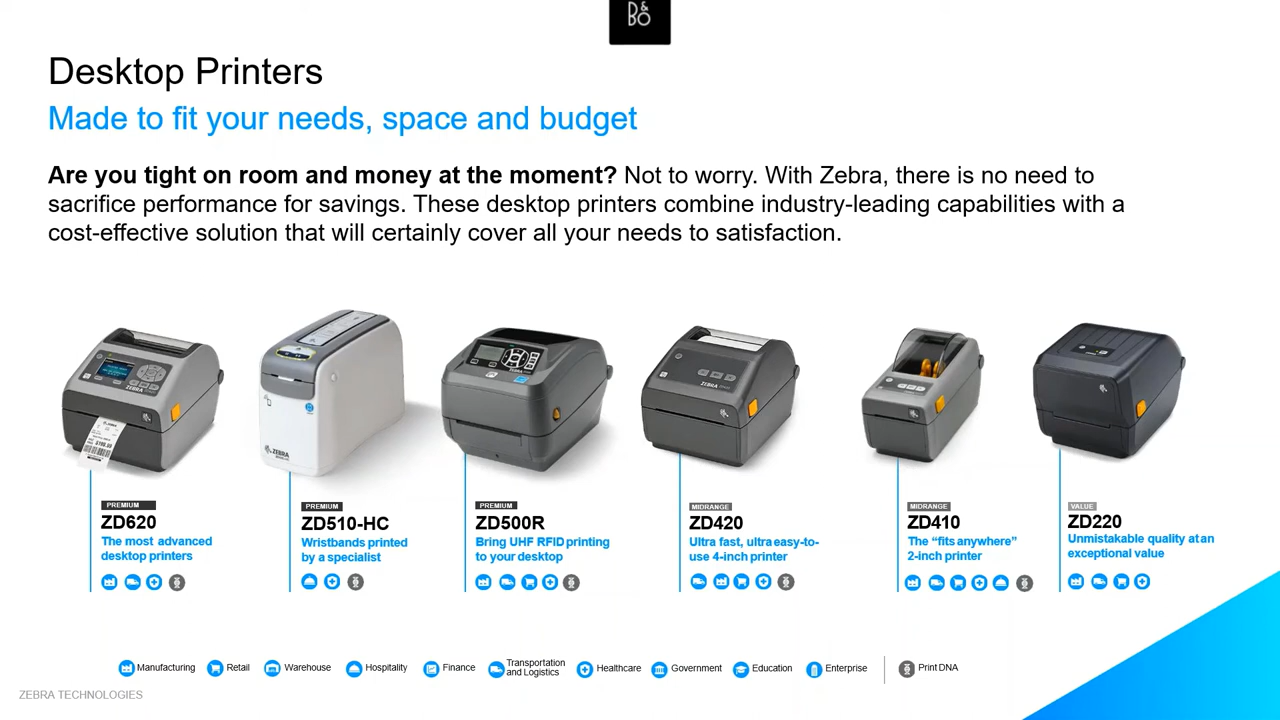 B&O
Desktop Printers
Made to fit your needs, space and budget
Are you tight on room and money at the moment? Not to worry. With Zebra, there is no need to
sacrifice performance for savings. These desktop printers combine industry-leading capabilities with a
cost-effective solution that will certainly cover all your needs to satisfaction.
ZEBRA
ZEBRA
ZEBRA
ZEBRA
PREMIUM
ZD620
The most advanced
desktop printers
PREMIUM
ZD510-HC
Wristbands printed
by a specialist
PREMIUM
ZD500R
Bring UHF RFID printing
to your desktop
MIDRANGE
ZD420
Ultra fast, ultra easy-to-
use 4-inch printer
MIDRANGE
ZD410
The “fits anywhere”
2-inch printer
VALUE
ZD220
Unmistakable quality at an
exceptional value
Manufacturing
Retail
Warehouse
Hospitality
Finance
Transportation
and Logistics
Healthcare
Government
Education
Enterprise
Print DNA
ZEBRA TECHNOLOGIES